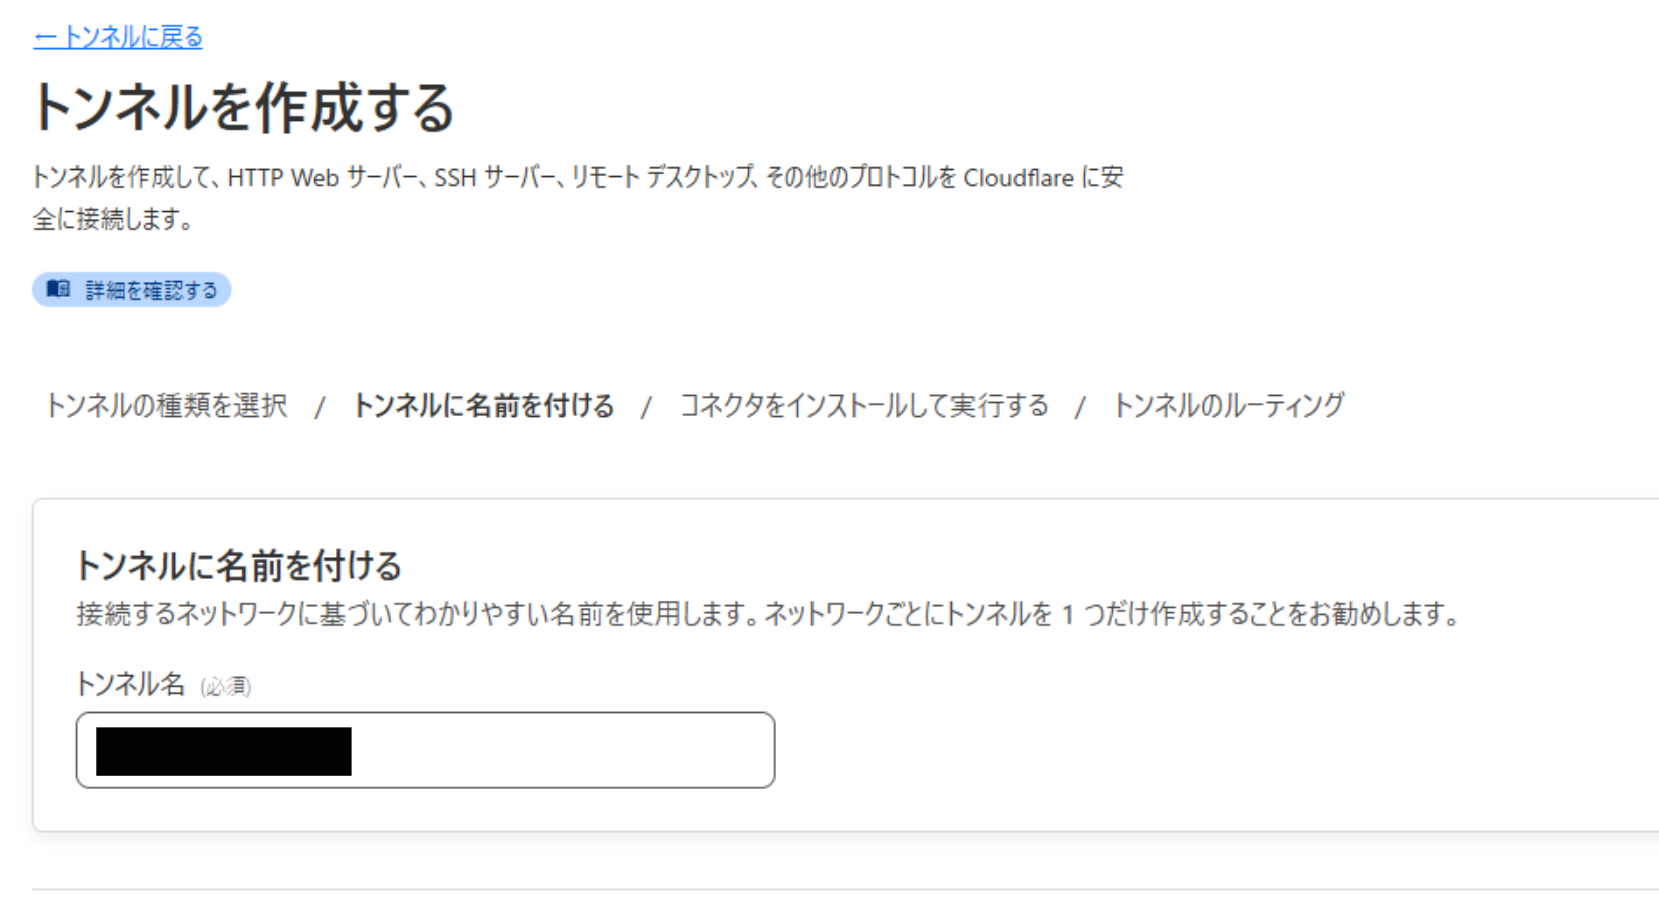 ← トンネルに戻る
トンネルを作成する
トンネルを作成して、HTTP Web サーバー、SSH サーバー、リモート デスクトップ、その他のプロトコルを Cloudflare に安
全に接続します。
詳細を確認する
トンネルの種類を選択 / トンネルに名前を付ける / コネクタをインストールして実行する / トンネルのルーティング
トンネルに名前を付ける
接続するネットワークに基づいてわかりやすい名前を使用します。ネットワークごとにトンネルを 1 つだけ作成することをお勧めします。
トンネル名 (必須)